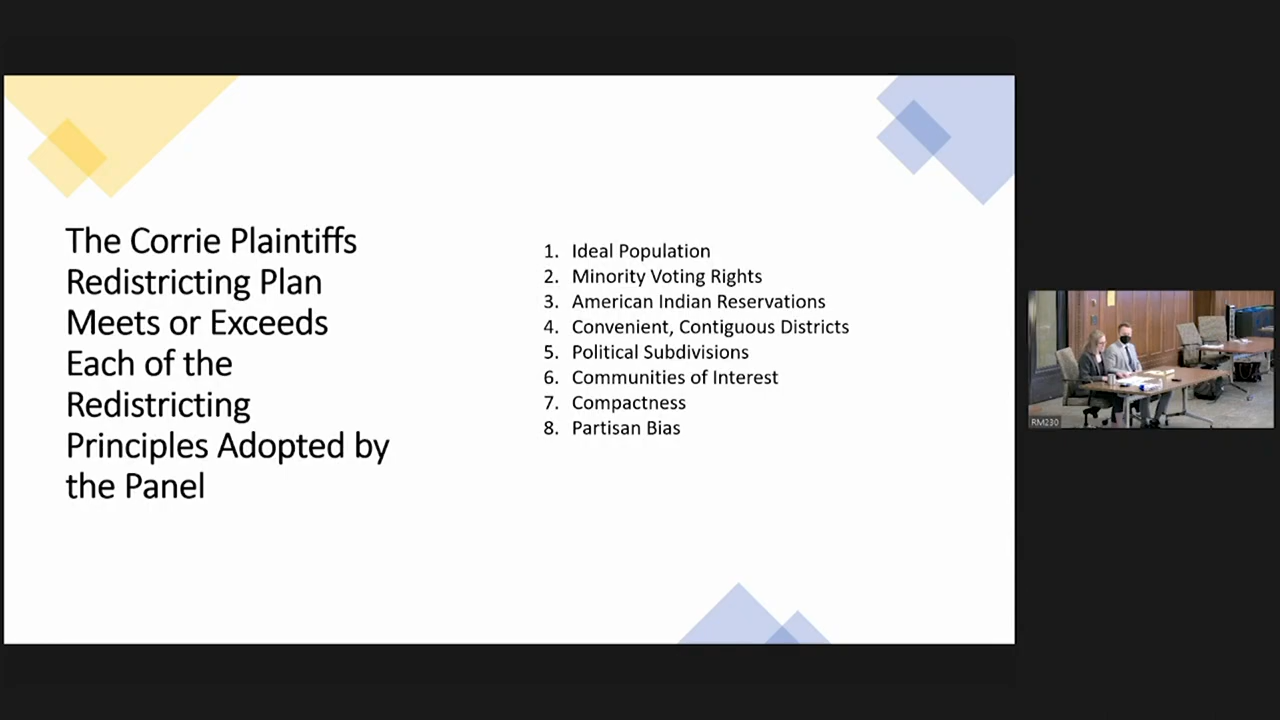 The Corrie Plaintiffs
Redistricting Plan
Meets or Exceeds
Each of the
Redistricting
Principles Adopted by
the Panel
1. Ideal Population
2. Minority Voting Rights
3. American Indian Reservations
4. Convenient, Contiguous Districts
5. Political Subdivisions
6. Communities of Interest
7. Compactness
8. Partisan Bias
RM230